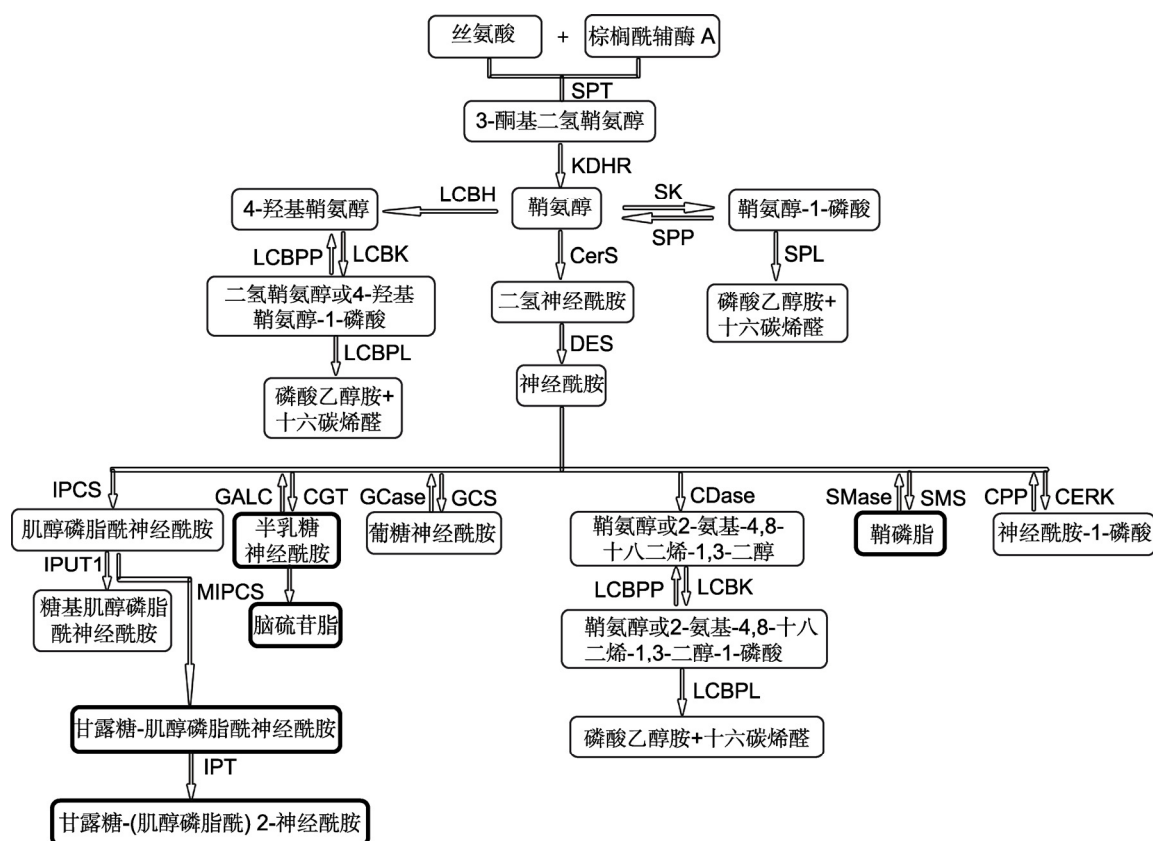 丝氨酸 + 棕榈酰辅酶 A
SPT
3-酮基二氢鞘氨醇
KDHR
4-羟基鞘氨醇
LCBH
鞘氨醇
SK
SPP
鞘氨醇-1-磷酸
LCBPP
LCBK
CerS
SPL
二氢鞘氨醇或4-羟基
鞘氨醇-1-磷酸
二氢神经酰胺
磷酸乙醇胺+
十六碳烯醛
LCBPL
DES
磷酸乙醇胺+
十六碳烯醛
神经酰胺
IPCS
GALC
CGT
GCase
GCS
CDase
SMase
SMS
CPP
CERK
肌醇磷脂酰神经酰胺
半乳糖
神经酰胺
葡糖神经酰胺
鞘氨醇或2-氨基-4,8-
十八二烯-1,3-二醇
鞘磷脂
神经酰胺-1-磷酸
IPUT1
MIPCS
LCBPP
LCBK
糖基肌醇磷脂
酰神经酰胺
脑硫苷脂
鞘氨醇或2-氨基-4,8-十八
二烯-1,3-二醇-1-磷酸
LCBPL
甘露糖-肌醇磷脂酰神经酰胺
磷酸乙醇胺+十六碳烯醛
IPT
甘露糖-(肌醇磷脂酰) 2-神经酰胺